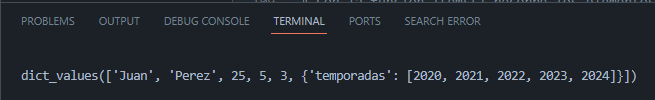 PROBLEMS OUTPUT DEBUG CONSOLE TERMINAL PORTS SEARCH ERROR
dict_values(['Juan', 'Perez', 25, 5, 3, {'temporadas': [2020, 2021, 2022, 2023, 2024]}])